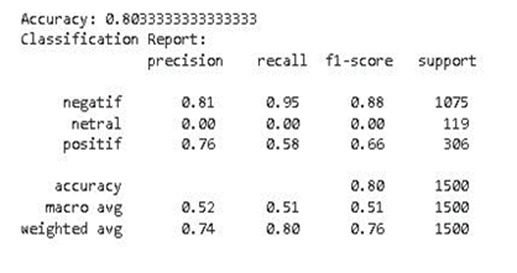 Accuracy: 0.8033333333333333
Classification Report:
precision recall f1-score support
negatif 0.81 0.95 0.88 1075
netral 0.00 0.00 0.00 119
positif 0.76 0.58 0.66 306
accuracy 0.80 1500
macro avg 0.52 0.51 0.51 1500
weighted avg 0.74 0.80 0.76 1500